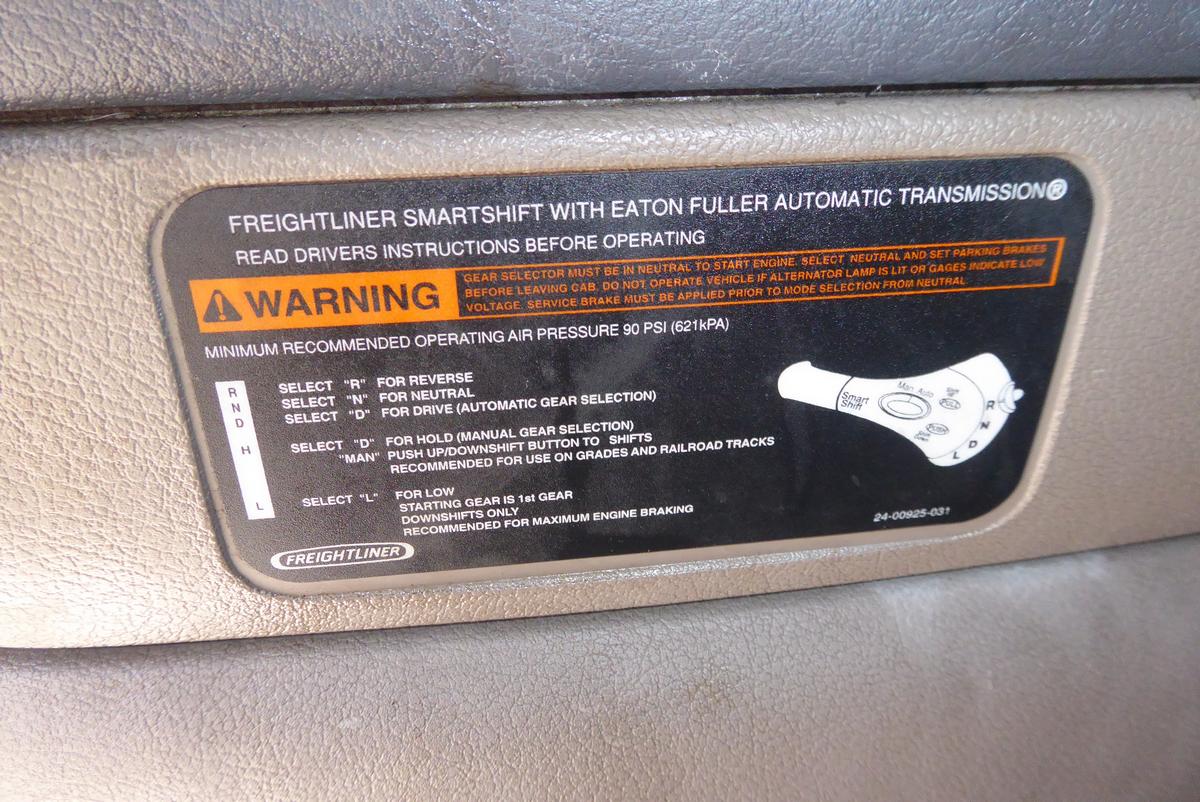 FREIGHTLINER SMARTSHIFT WITH EATON FULLER AUTOMATIC TRANSMISSION®
READ DRIVERS INSTRUCTIONS BEFORE OPERATING
WARNING
GEAR SELECTOR MUST BE IN NEUTRAL TO START ENGINE. SELECT NEUTRAL AND SET PARKING BRAKES
BEFORE LEAVING CAB. DO NOT OPERATE VEHICLE IF ALTERNATOR LAMP IS LIT OR GAGES INDICATE LOW
VOLTAGE. SERVICE BRAKE MUST BE APPLIED PRIOR TO MODE SELECTION FROM NEUTRAL
MINIMUM RECOMMENDED OPERATING AIR PRESSURE 90 PSI (621kPA)
R
N
D
H
L
SELECT "R" FOR REVERSE
SELECT "N" FOR NEUTRAL
SELECT "D" FOR DRIVE (AUTOMATIC GEAR SELECTION)
SELECT "D" FOR HOLD (MANUAL GEAR SELECTION)
"MAN" PUSH UP/DOWNSHIFT BUTTON TO SHIFTS
RECOMMENDED FOR USE ON GRADES AND RAILROAD TRACKS
SELECT "L" FOR LOW
STARTING GEAR IS 1st GEAR
DOWNSHIFTS ONLY
RECOMMENDED FOR MAXIMUM ENGINE BRAKING
Smart
Shift
Man Auto
PULL
PUSH
R
N
D
L
24-00925-031
FREIGHTLINER